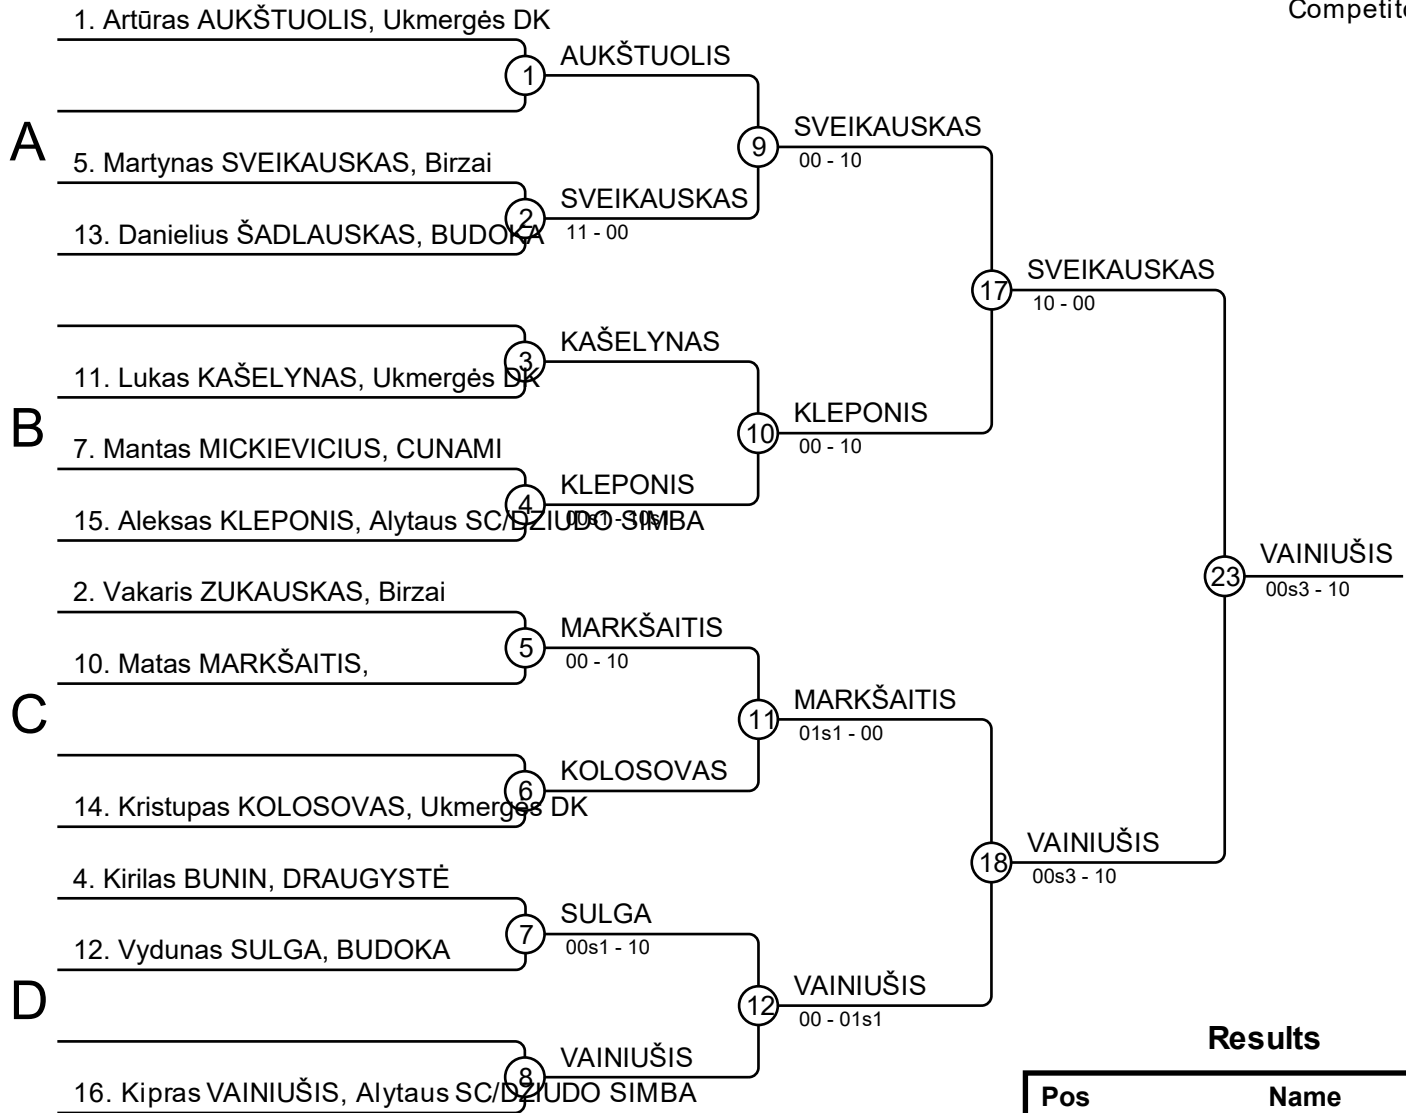 Competito
1. Artūras AUKŠTUOLIS, Ukmergės DK
AUKŠTUOLIS
1
A
SVEIKAUSKAS
9
00 - 10
5. Martynas SVEIKAUSKAS, Birzai
SVEIKAUSKAS
2
11 - 00
13. Danielius ŠADLAUSKAS, BUDOKA
SVEIKAUSKAS
17
10 - 00
KAŠELYNAS
3
11. Lukas KAŠELYNAS, Ukmergės DK
B
KLEPONIS
10
00 - 10
7. Mantas MICKIEVICIUS, CUNAMI
KLEPONIS
4
00s1 - 10s1
15. Aleksas KLEPONIS, Alytaus SC/DZIUDO SIMBA
VAINIUŠIS
23
00s3 - 10
2. Vakaris ZUKAUSKAS, Birzai
MARKŠAITIS
5
00 - 10
10. Matas MARKŠAITIS,
C
MARKŠAITIS
11
01s1 - 00
KOLOSOVAS
6
14. Kristupas KOLOSOVAS, Ukmergės DK
VAINIUŠIS
18
00s3 - 10
4. Kirilas BUNIN, DRAUGYSTĖ
SULGA
7
00s1 - 10
12. Vydunas SULGA, BUDOKA
D
VAINIUŠIS
12
00 - 01s1
VAINIUŠIS
8
16. Kipras VAINIUŠIS, Alytaus SC/DZIUDO SIMBA
Results
Pos Name